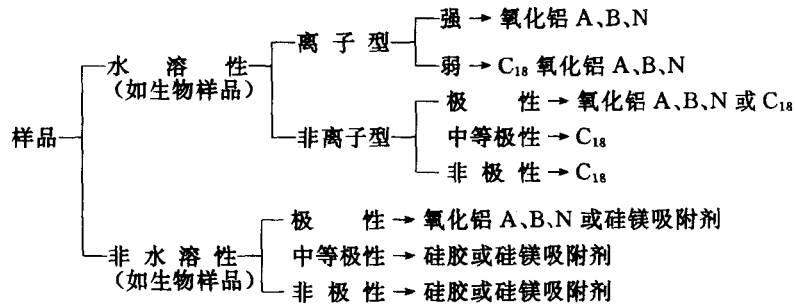 强→氧化铝 A、B、N
离子型
水溶性
弱→C₁₈ 氧化铝 A、B、N
(如生物样品)
极性→氧化铝 A、B、N 或 C₁₈
样品
非离子型
中等极性→C₁₈
非极性→C₁₈
极性→氧化铝 A、B、N 或硅镁吸附剂
非水溶性
中等极性→硅胶或硅镁吸附剂
(如生物样品)
非极性→硅胶或硅镁吸附剂